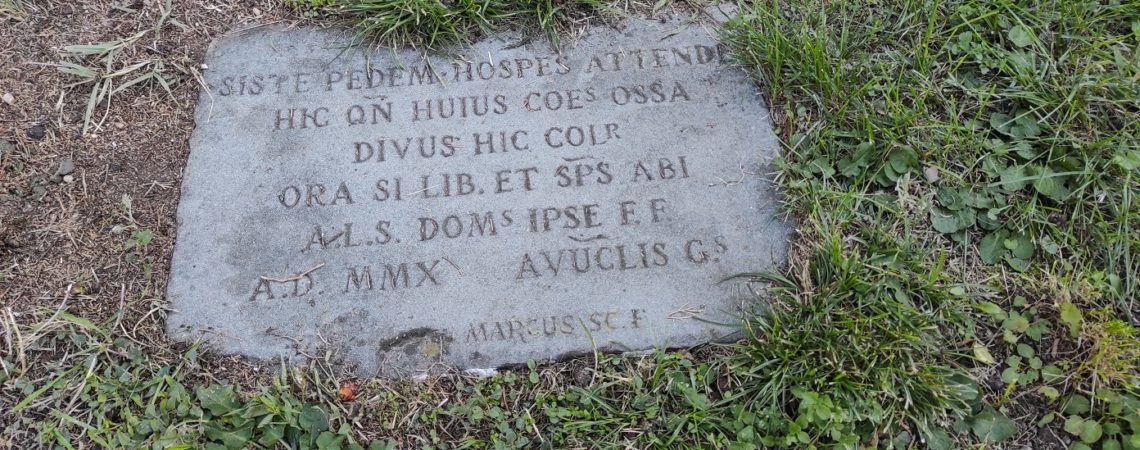 SISTE PEDEM HOSPES ATTENDE
HIC QÑ HUIUS COEˢ OSSA
DIVUS HIC COLR
ORA SI LIB. ET SPS ABI
A.L.S. DOMˢ IPSE F.F.
A.D. MMX AVUCLIS G.S
MARCUS SC. F.